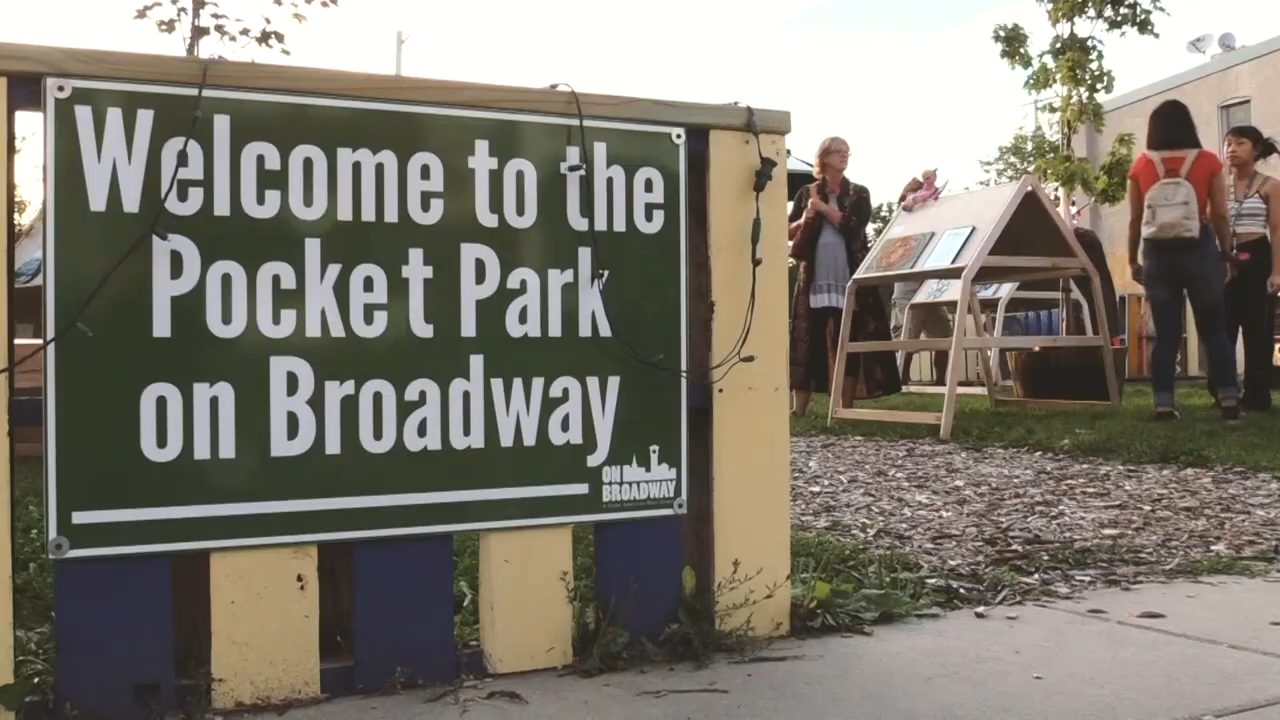 Welcome to the
Pocket Park
on Broadway
ON
BROADWAY